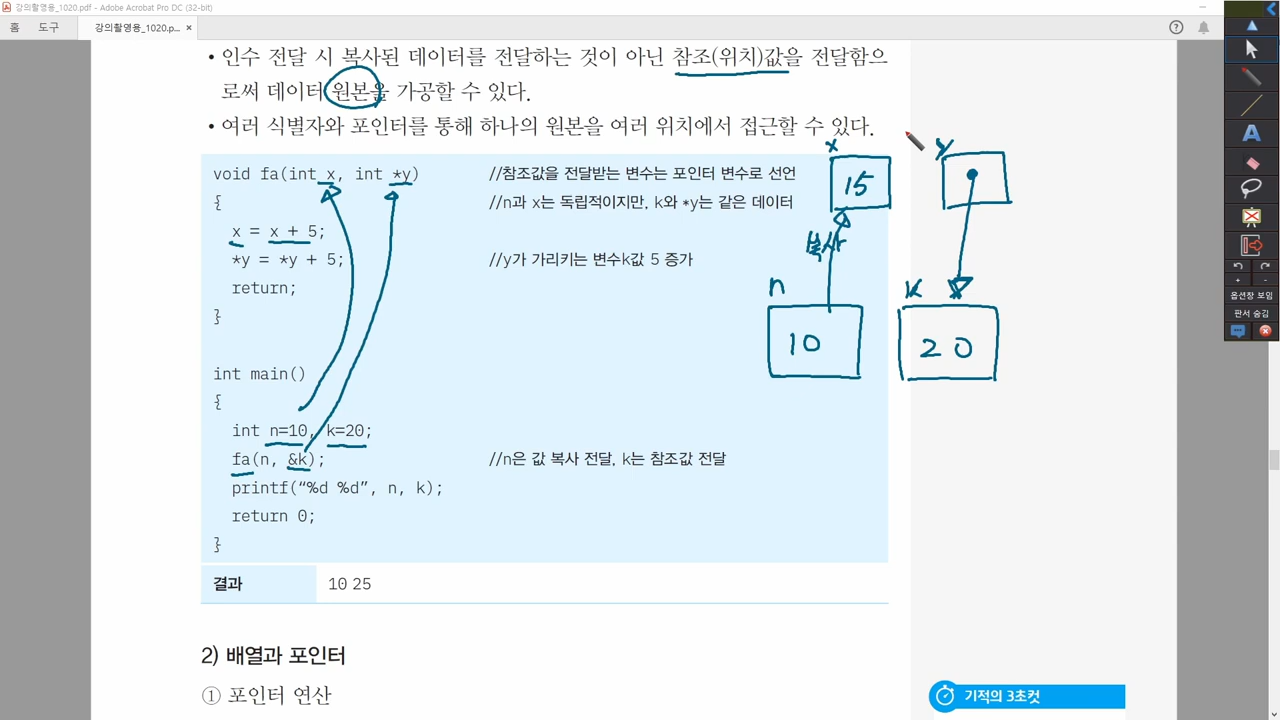 강의촬영용_1020.pdf - Adobe Acrobat Pro DC (32-bit)
홈 도구 강의촬영용_1020.p... ×
• 인수 전달 시 복사된 데이터를 전달하는 것이 아닌 참조(위치)값을 전달함으
로써 데이터 원본을 가공할 수 있다.
• 여러 식별자와 포인터를 통해 하나의 원본을 여러 위치에서 접근할 수 있다.
x y
void fa(int x, int *y) //참조값을 전달받는 변수는 포인터 변수로 선언
15
{ //n과 x는 독립적이지만, k와 *y는 같은 데이터
x = x + 5;
복사
*y = *y + 5; //y가 가리키는 변수k값 5 증가
return;
n k
}
10 20
int main()
{
int n=10, k=20;
fa(n, &k); //n은 값 복사 전달, k는 참조값 전달
printf(“%d %d”, n, k);
return 0;
}
결과 10 25
2) 배열과 포인터
① 포인터 연산
기적의 3초컷
A
+ -
옵션장 보임
판서 숨김